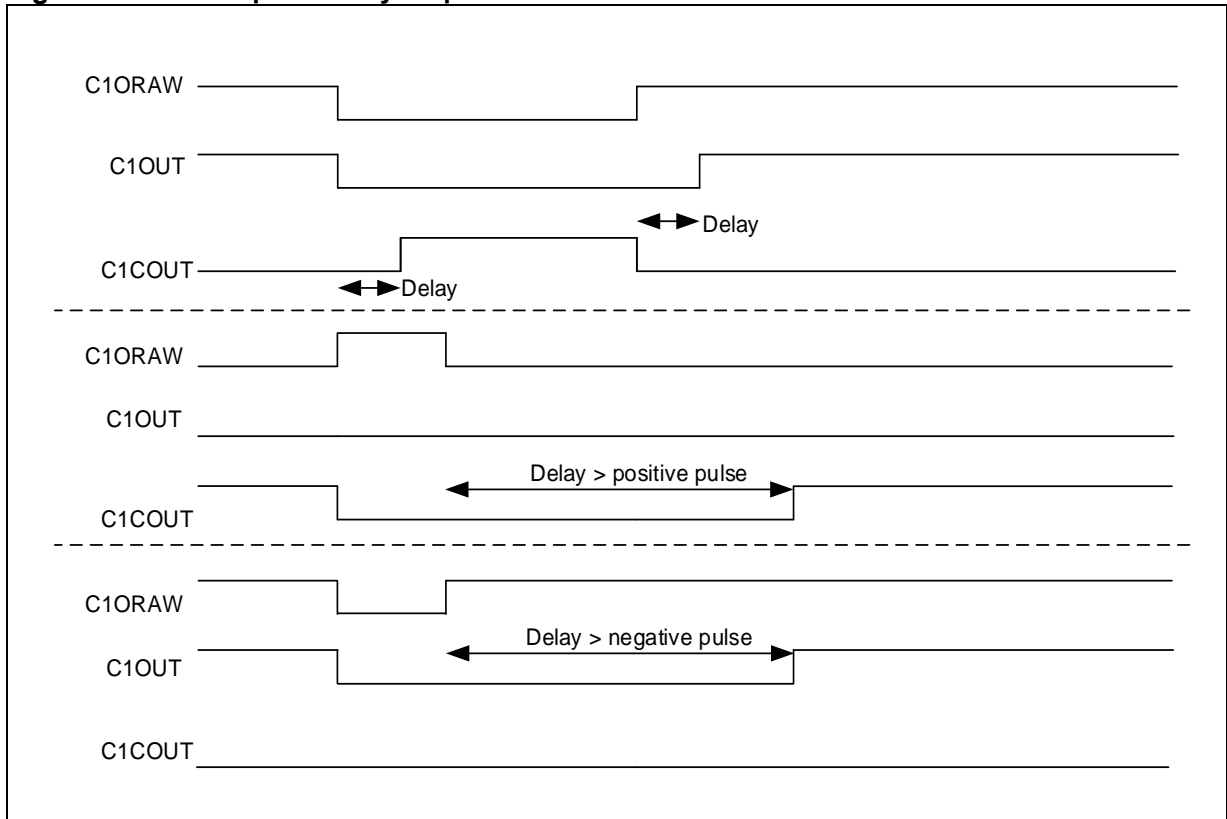 C1ORAW
C1OUT
Delay
C1COUT
Delay
C1ORAW
C1OUT
Delay > positive pulse
C1COUT
C1ORAW
Delay > negative pulse
C1OUT
C1COUT